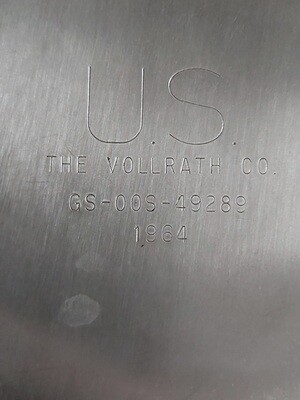 U.S.
THE VOLLRATH CO.
GS-00S-49289
1964